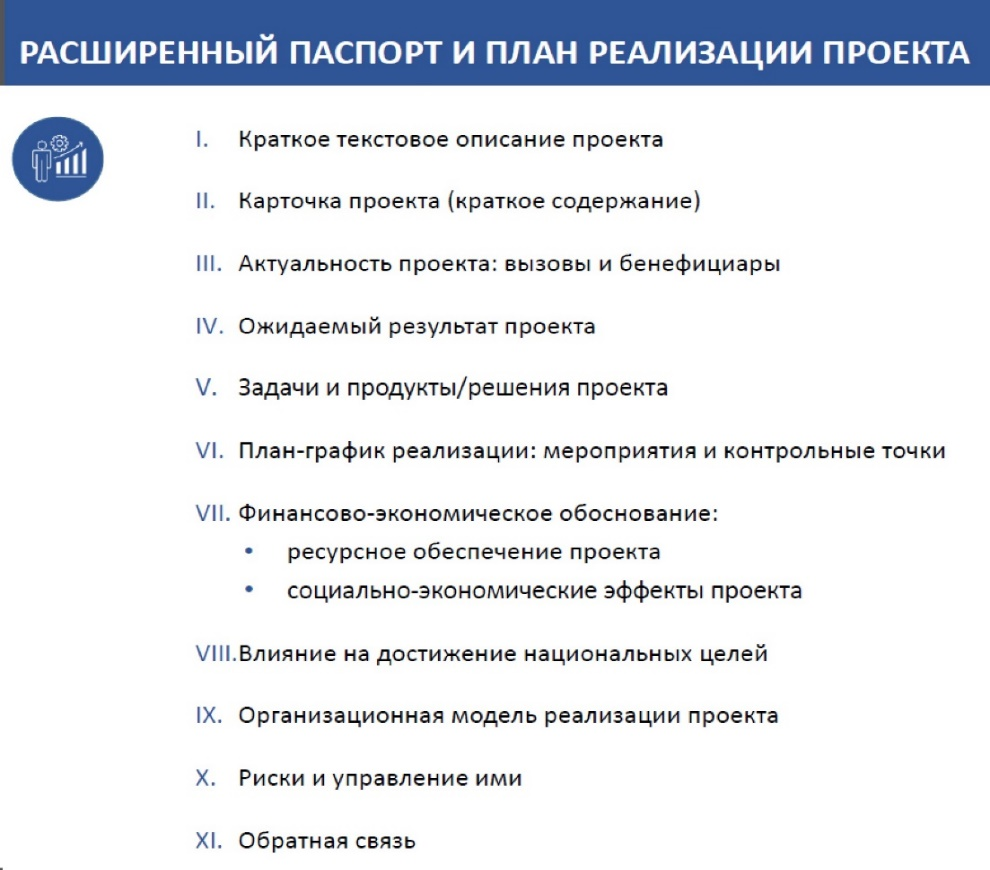 РАСШИРЕННЫЙ ПАСПОРТ И ПЛАН РЕАЛИЗАЦИИ ПРОЕКТА
I. Краткое текстовое описание проекта
II. Карточка проекта (краткое содержание)
III. Актуальность проекта: вызовы и бенефициары
IV. Ожидаемый результат проекта
V. Задачи и продукты/решения проекта
VI. План-график реализации: мероприятия и контрольные точки
VII. Финансово-экономическое обоснование:
• ресурсное обеспечение проекта
• социально-экономические эффекты проекта
VIII. Влияние на достижение национальных целей
IX. Организационная модель реализации проекта
X. Риски и управление ими
XI. Обратная связь